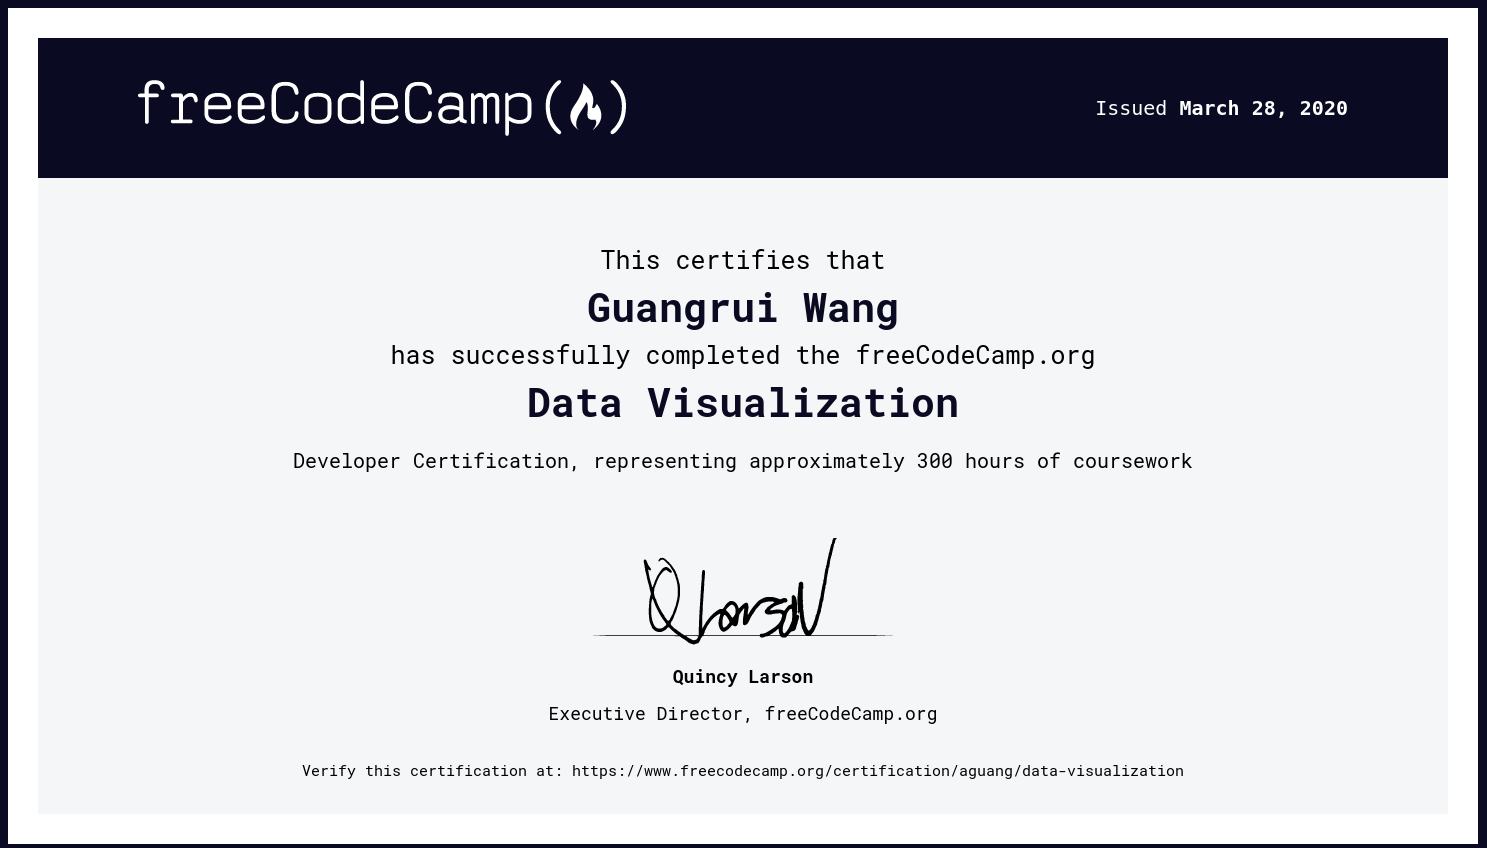 freeCodeCamp
Issued March 28, 2020
This certifies that
Guangrui Wang
has successfully completed the freeCodeCamp.org
Data Visualization
Developer Certification, representing approximately 300 hours of coursework
Q Larson
Quincy Larson
Executive Director, freeCodeCamp.org
Verify this certification at: https://www.freecodecamp.org/certification/aguang/data-visualization